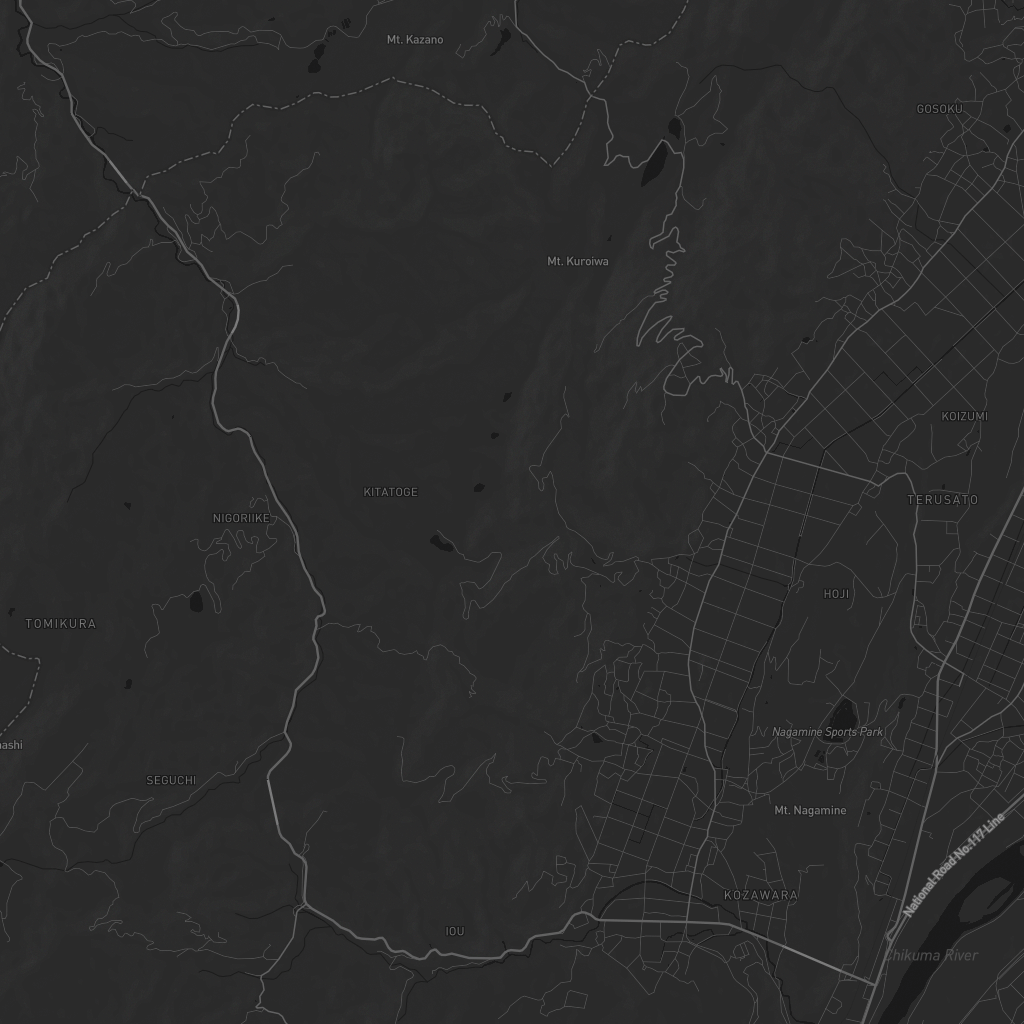 Mt. Kazano
GOSOKU
Mt. Kuroiwa
KOIZUMI
KITATOGE
TERUSATO
NIGORIIKE
HOJI
TOMIKURA
Nagamine Sports Park
SEGUCHI
Mt. Nagamine
National Road No.117 Line
KOZAWARA
IOU
Chikuma River